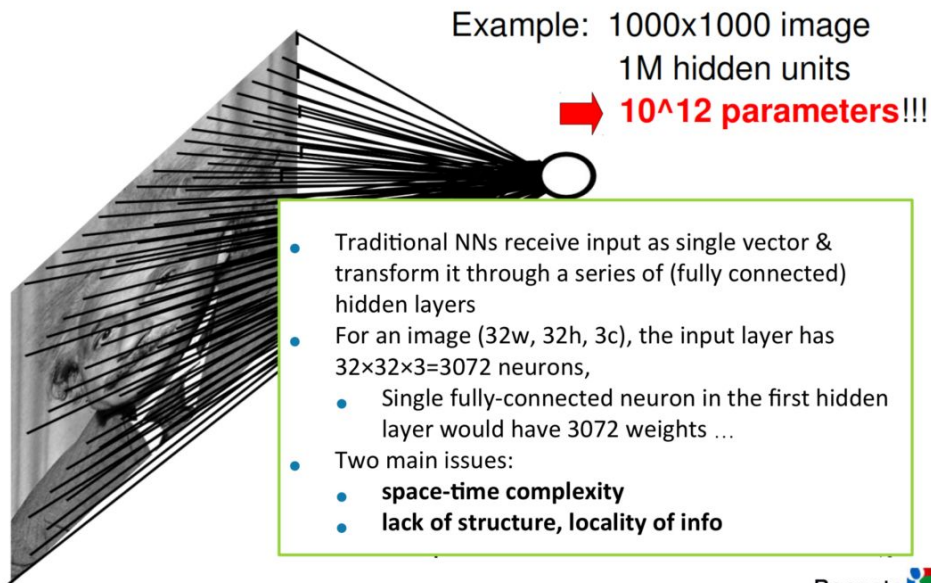 Example: 1000x1000 image
1M hidden units
10^12 parameters!!!
Traditional NNs receive input as single vector &
transform it through a series of (fully connected)
hidden layers
For an image (32w, 32h, 3c), the input layer has
32×32×3=3072 neurons,
Single fully-connected neuron in the first hidden
layer would have 3072 weights …
Two main issues:
space-time complexity
lack of structure, locality of info